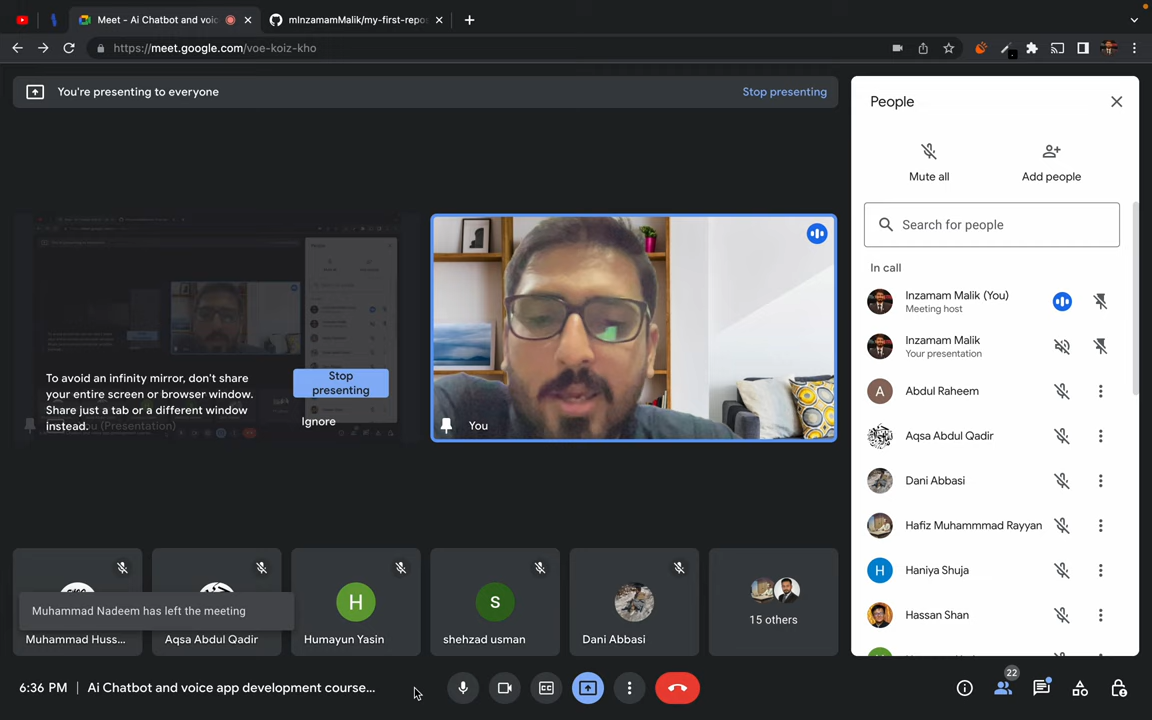 Meet - Ai Chatbot and voic
mInzamamMalik/my-first-repo
https://meet.google.com/voe-koiz-kho
You're presenting to everyone
Stop presenting
To avoid an infinity mirror, don't share
your entire screen or browser window.
Share just a tab or a different window
instead.
(Presentation)
Stop
presenting
Ignore
You
People
Mute all
Add people
Search for people
In call
Inzamam Malik (You)
Meeting host
Inzamam Malik
Your presentation
Abdul Raheem
Aqsa Abdul Qadir
Dani Abbasi
Hafiz Muhammmad Rayyan
H
Haniya Shuja
Hassan Shan
A
Muhammad Nadeem has left the meeting
Muhammad Huss...
Aqsa Abdul Qadir
H
Humayun Yasin
S
shehzad usman
Dani Abbasi
15 others
6:36 PM
Ai Chatbot and voice app development course...
22